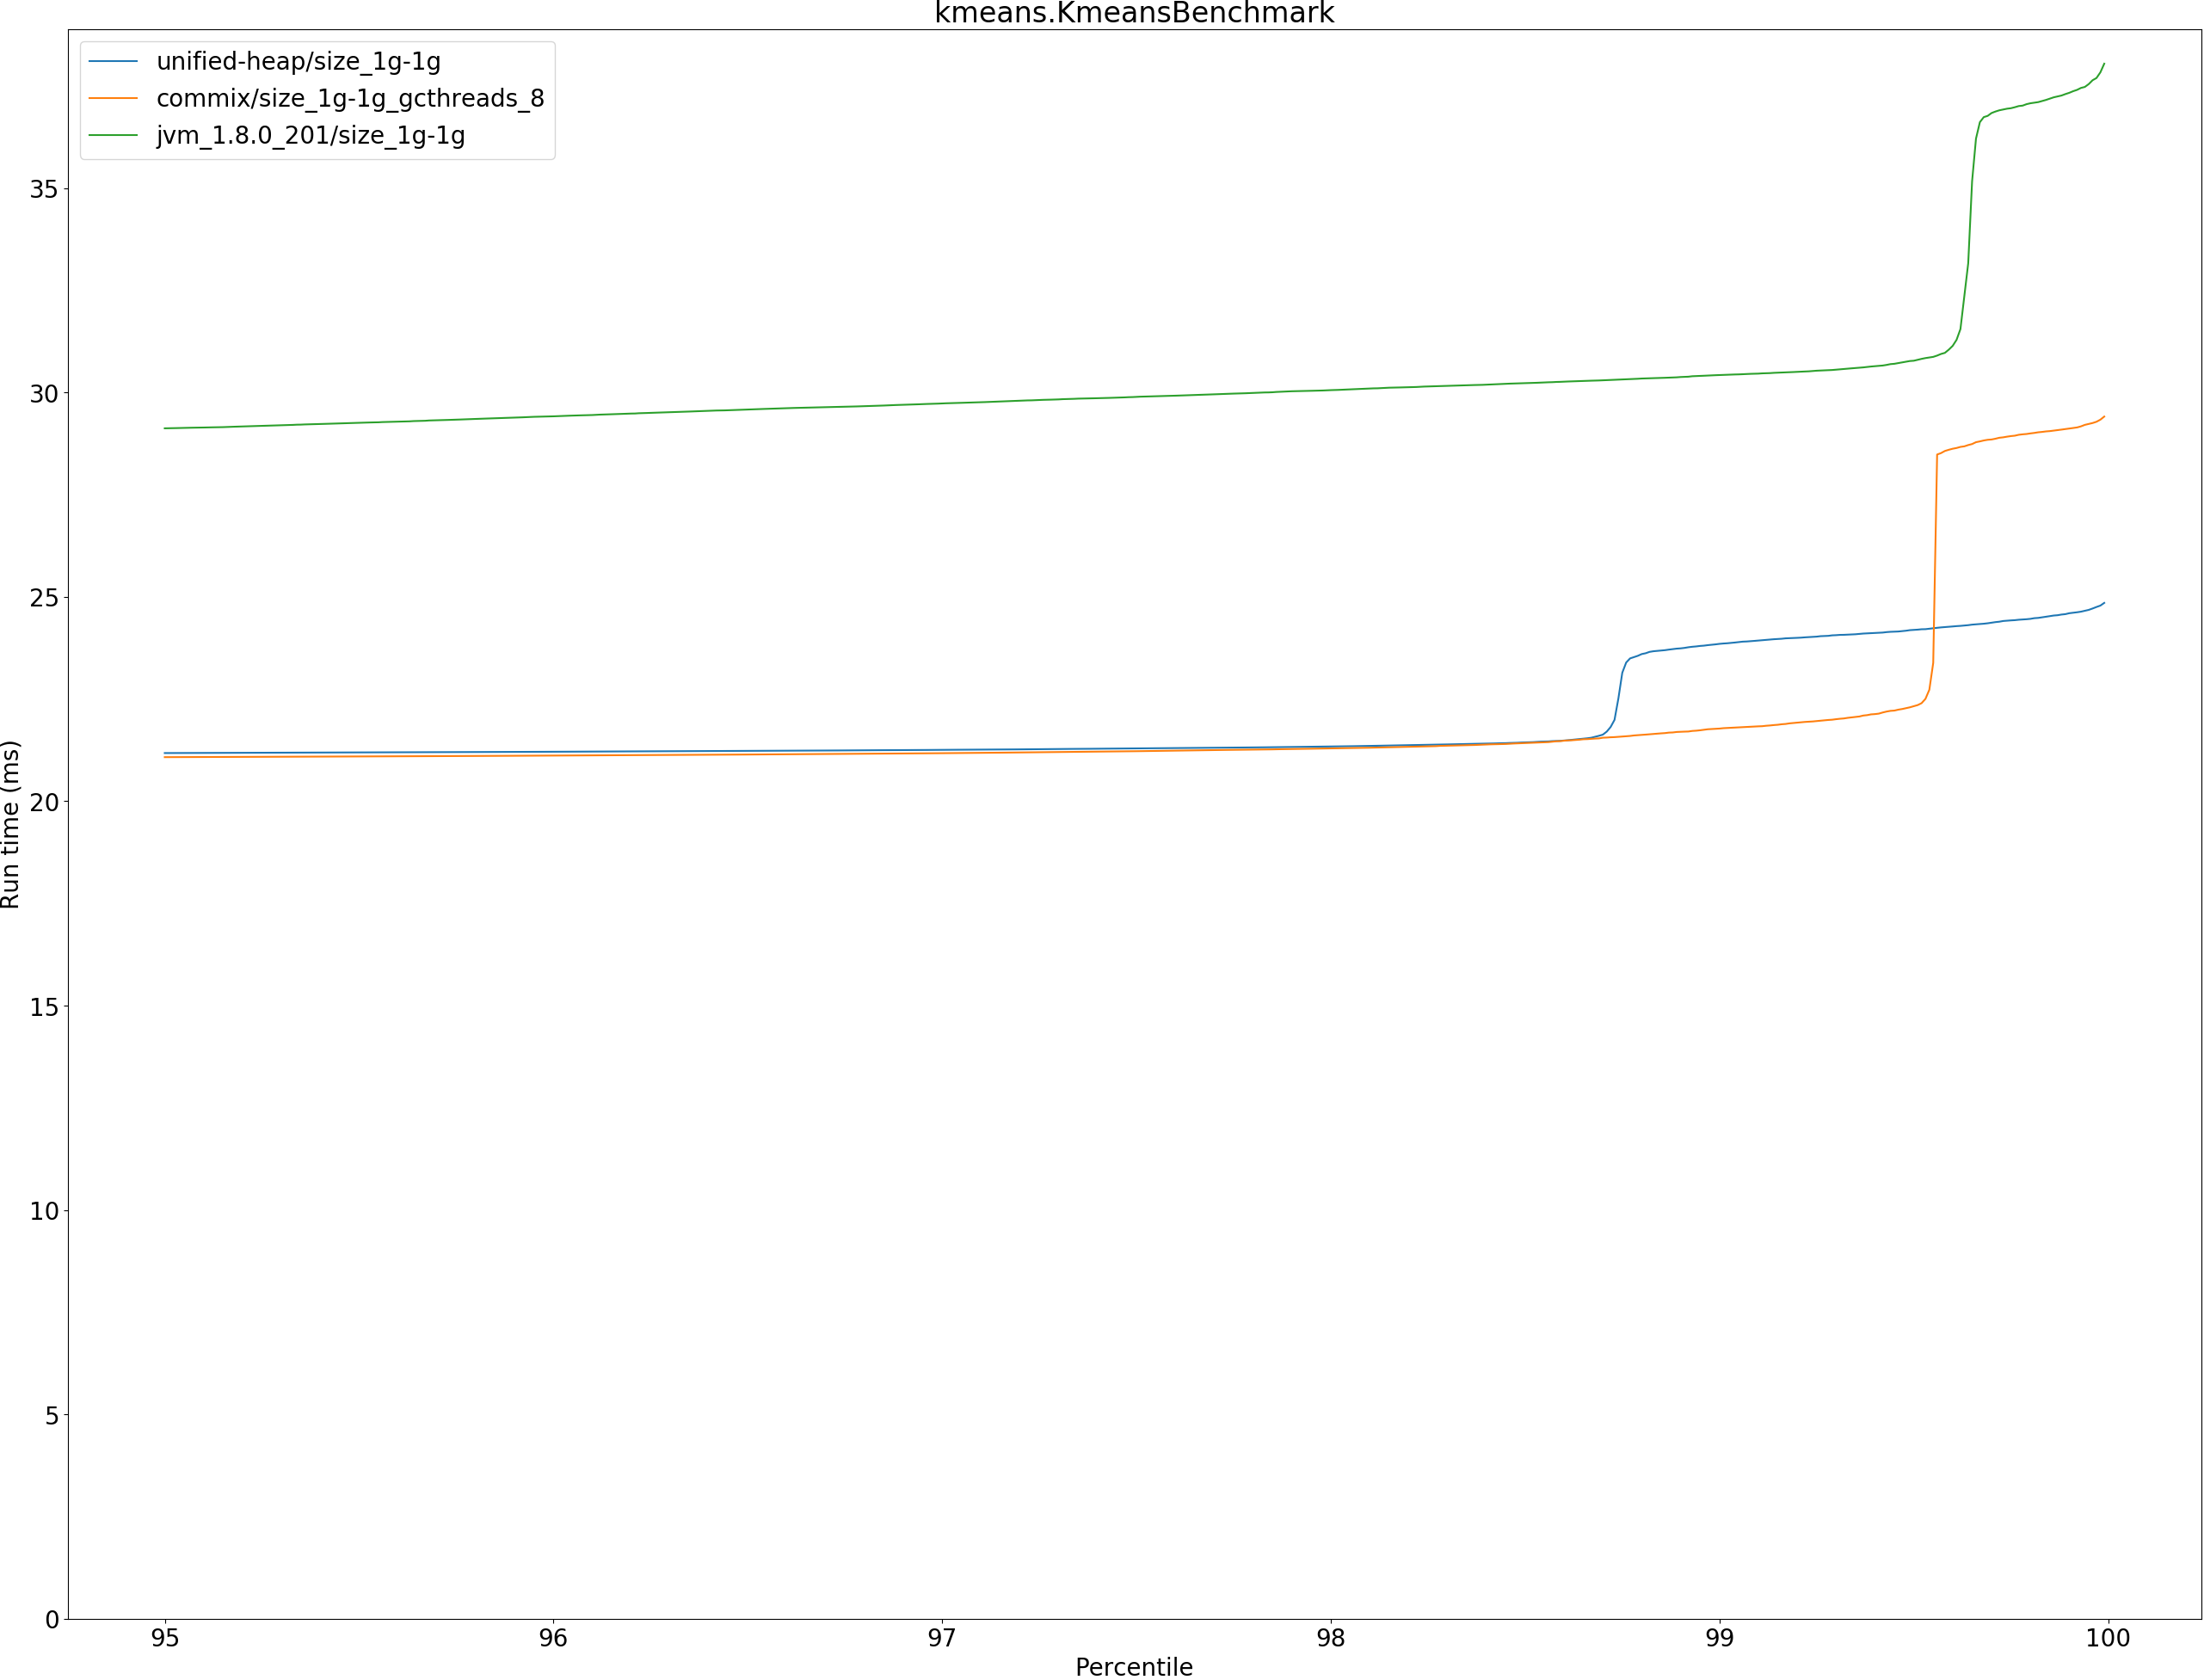 kmeans.KmeansBenchmark
unified-heap/size_1g-1g
commix/size_1g-1g_gcthreads_8
jvm_1.8.0_201/size_1g-1g
35
30
25
20
15
10
5
0
Run time (ms)
95 96 97 98 99 100
Percentile